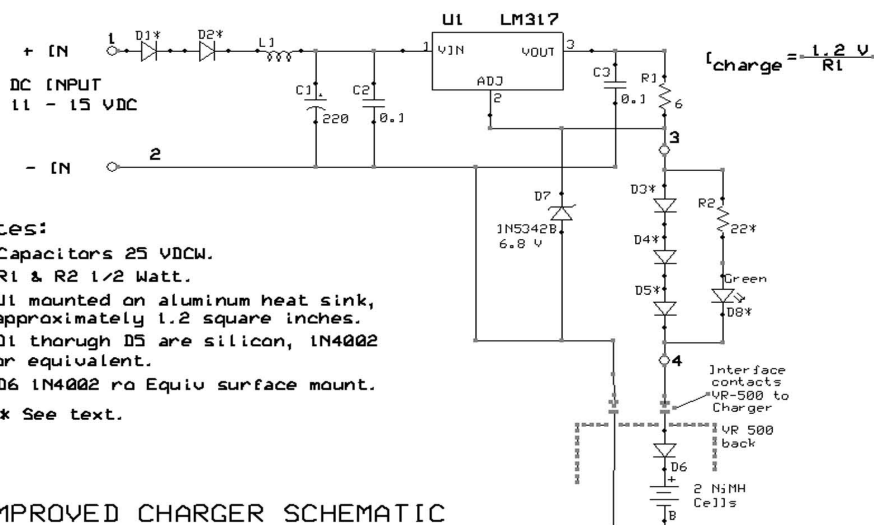 U1 LM317
1 D1* D2* L1
+ IN
1 VIN VOUT 3
ADJ
2
DC INPUT
11 - 15 VDC
C1
220
C2
0.1
C3
0.1
R1
6
Icharge = 1.2 V
R1
- IN
2
3
D7
1N5342B
6.8 V
D3*
D4*
D5*
R2
22*
Green
D8*
4
tes:
Capacitors 25 VDCW.
R1 & R2 1/2 Watt.
U1 mounted on aluminum heat sink,
approximately 1.2 square inches.
D1 thorugh D5 are silicon, 1N4002
or equivalent.
D6 1N4002 ro Equiv surface mount.
* See text.
Interface
contacts
VR-500 to
Charger
VR 500
back
D6
+
2 NiMH
Cells
B
MPROVED CHARGER SCHEMATIC